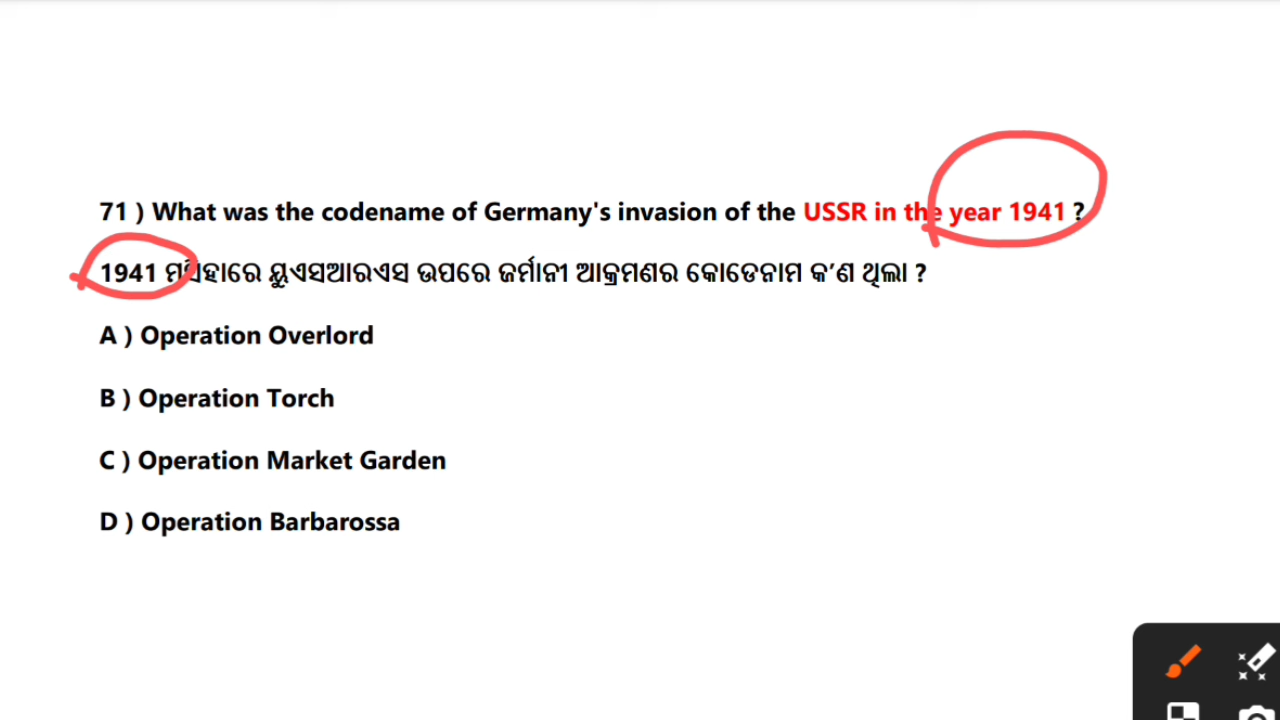 71 ) What was the codename of Germany's invasion of the USSR in the year 1941 ?
1941 ମସିହାରେ ୟୁଏସଆରଏସ ଉପରେ ଜର୍ମାନୀ ଆକ୍ରମଣର କୋଡେନାମ କ’ଣ ଥିଲା ?
A ) Operation Overlord
B ) Operation Torch
C ) Operation Market Garden
D ) Operation Barbarossa